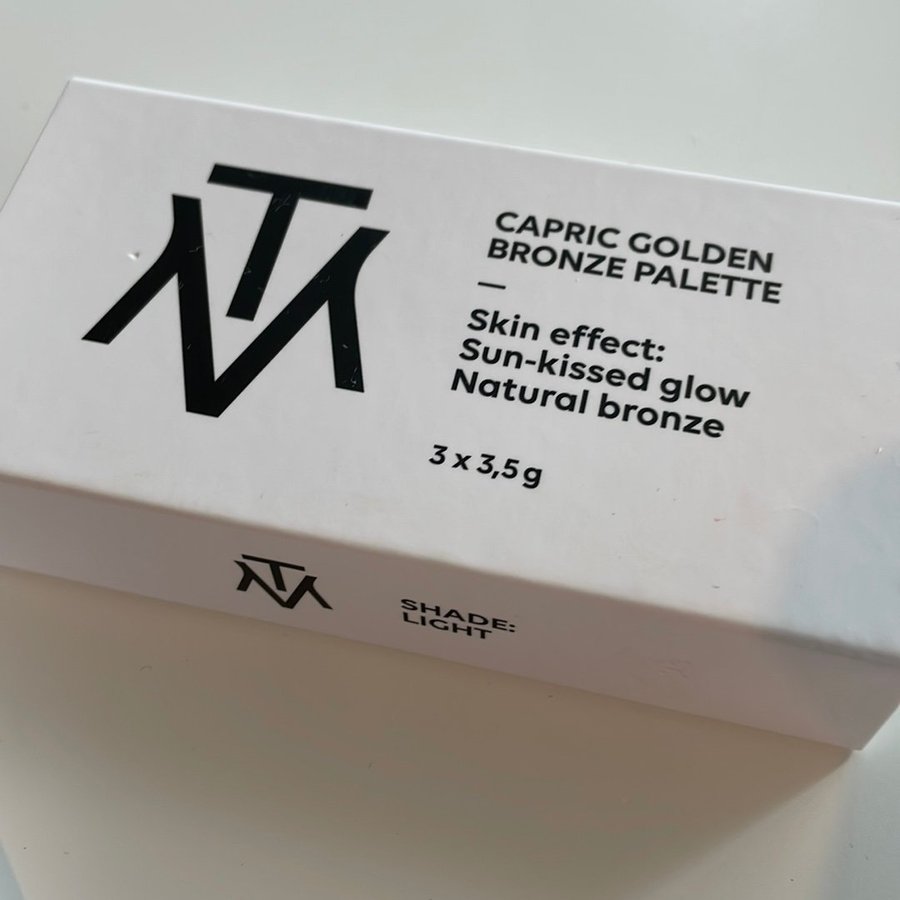 CAPRIC GOLDEN
BRONZE PALETTE
—
Skin effect:
Sun-kissed glow
Natural bronze
3 x 3,5 g
SHADE:
LIGHT